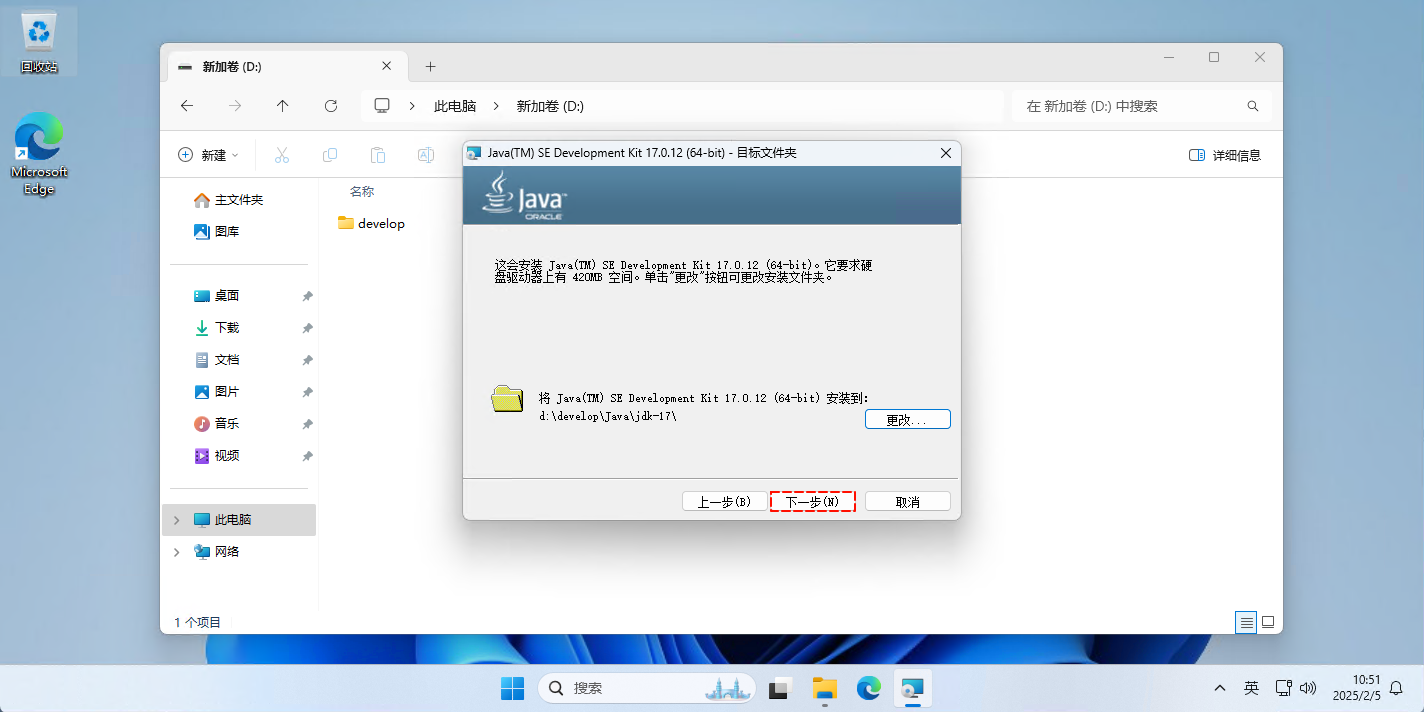 回收站
Microsoft
Edge
新加卷 (D:)
此电脑
新加卷 (D:)
在 新加卷 (D:) 中搜索
新建
详细信息
主文件夹
图库
桌面
下载
文档
图片
音乐
视频
此电脑
网络
名称
develop
1 个项目
Java(TM) SE Development Kit 17.0.12 (64-bit) - 目标文件夹
Java™
ORACLE
这会安装 Java(TM) SE Development Kit 17.0.12 (64-bit)。它要求硬
盘驱动器上有 420MB 空间。单击"更改"按钮可更改安装文件夹。
将 Java(TM) SE Development Kit 17.0.12 (64-bit) 安装到:
d:\develop\Java\jdk-17\
更改...
上一步(B)
下一步(N)
取消
搜索
英
10:51
2025/2/5